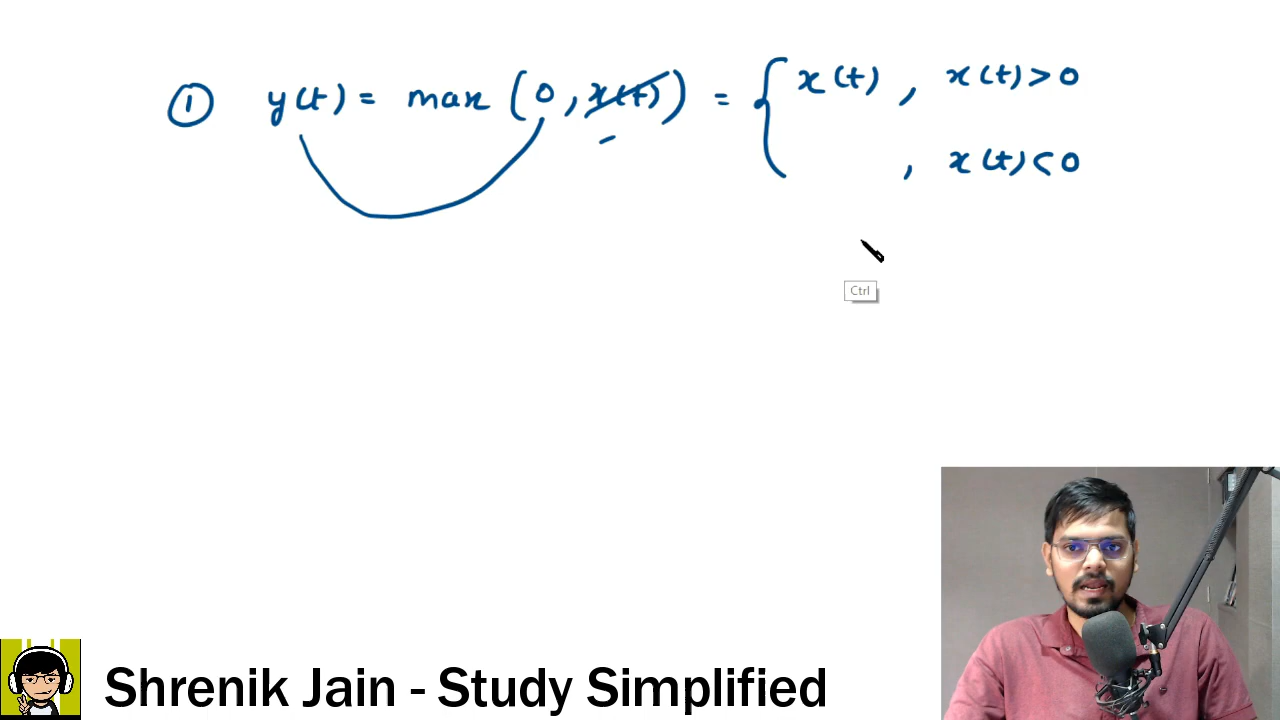 ① y(t) = max (0, x(t)) = { x(t) , x(t) > 0
, x(t) < 0
Ctrl
Shrenik Jain - Study Simplified